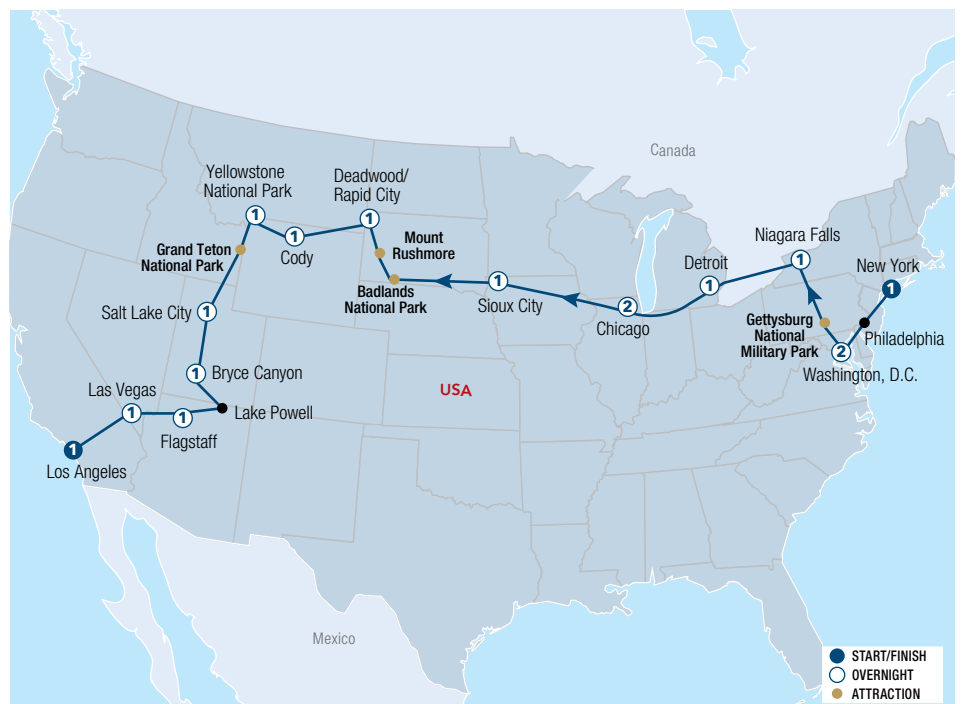 Canada
Yellowstone
National Park
1
Deadwood/
Rapid City
1
Cody
1
Grand Teton
National Park
Mount
Rushmore
Badlands
National Park
Sioux City
1
Chicago
2
Detroit
1
Niagara Falls
1
New York
1
Philadelphia
Gettysburg
National
Military Park
2
Washington, D.C.
Salt Lake City
1
Bryce Canyon
1
Lake Powell
Las Vegas
1
Flagstaff
1
Los Angeles
1
USA
Mexico
START/FINISH
OVERNIGHT
ATTRACTION